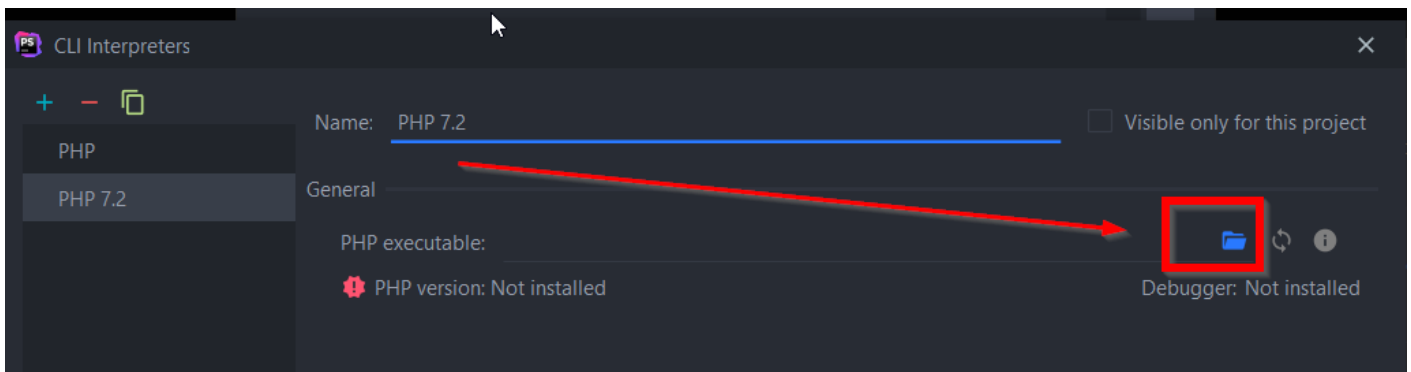 PS CLI Interpreters
Name: PHP 7.2 Visible only for this project
PHP
PHP 7.2
General
PHP executable:
PHP version: Not installed Debugger: Not installed